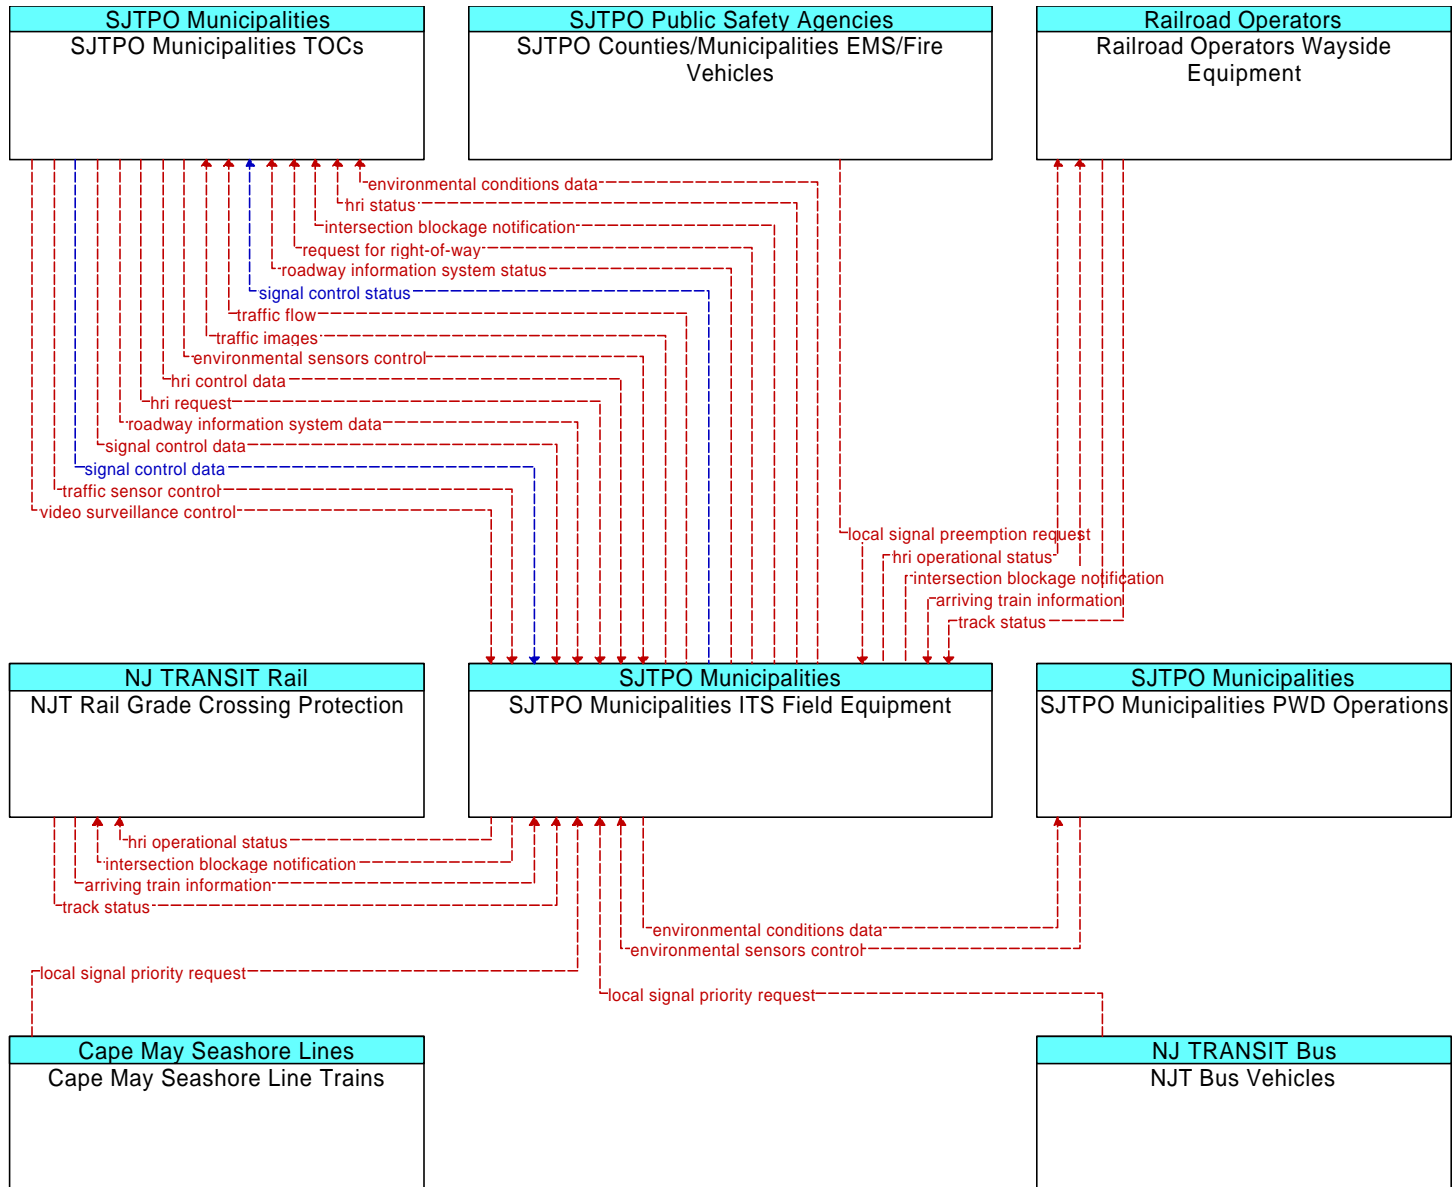 SJTPO Municipalities
SJTPO Municipalities TOCs
SJTPO Public Safety Agencies
SJTPO Counties/Municipalities EMS/Fire
Vehicles
Railroad Operators
Railroad Operators Wayside
Equipment
environmental conditions data
hri status
intersection blockage notification
request for right-of-way
roadway information system status
signal control status
traffic flow
traffic images
environmental sensors control
hri control data
hri request
roadway information system data
signal control data
signal control data
traffic sensor control
video surveillance control
local signal preemption request
hri operational status
intersection blockage notification
arriving train information
track status
NJ TRANSIT Rail
NJT Rail Grade Crossing Protection
SJTPO Municipalities
SJTPO Municipalities ITS Field Equipment
SJTPO Municipalities
SJTPO Municipalities PWD Operations
hri operational status
intersection blockage notification
arriving train information
track status
environmental conditions data
environmental sensors control
local signal priority request
local signal priority request
Cape May Seashore Lines
Cape May Seashore Line Trains
NJ TRANSIT Bus
NJT Bus Vehicles